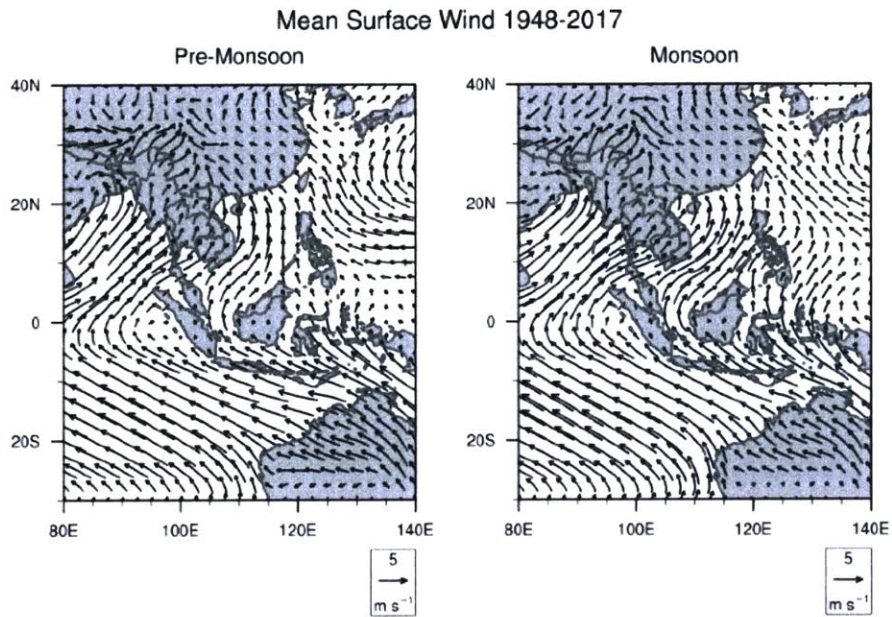 Mean Surface Wind 1948-2017
Pre-Monsoon
Monsoon
40N
20N
0
20S
80E
100E
120E
140E
5
m s⁻¹
40N
20N
0
20S
80E
100E
120E
140E
5
m s⁻¹